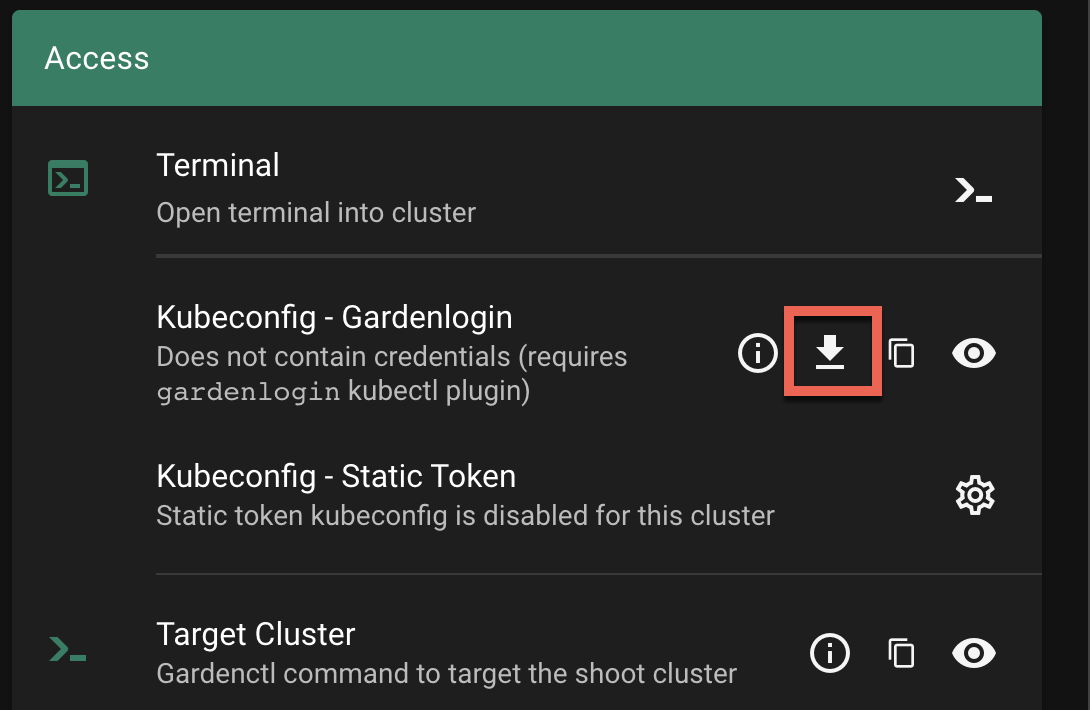 Access
Terminal
Open terminal into cluster
Kubeconfig - Gardenlogin
Does not contain credentials (requires
gardenlogin kubectl plugin)
Kubeconfig - Static Token
Static token kubeconfig is disabled for this cluster
Target Cluster
Gardenctl command to target the shoot cluster